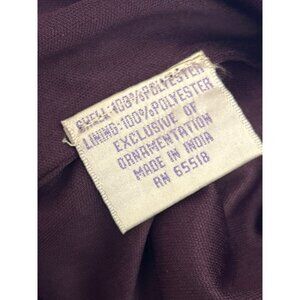 SHELL:100%POLYESTER
LINING:100%POLYESTER
EXCLUSIVE OF
ORNAMENTATION
MADE IN INDIA
RN 65518